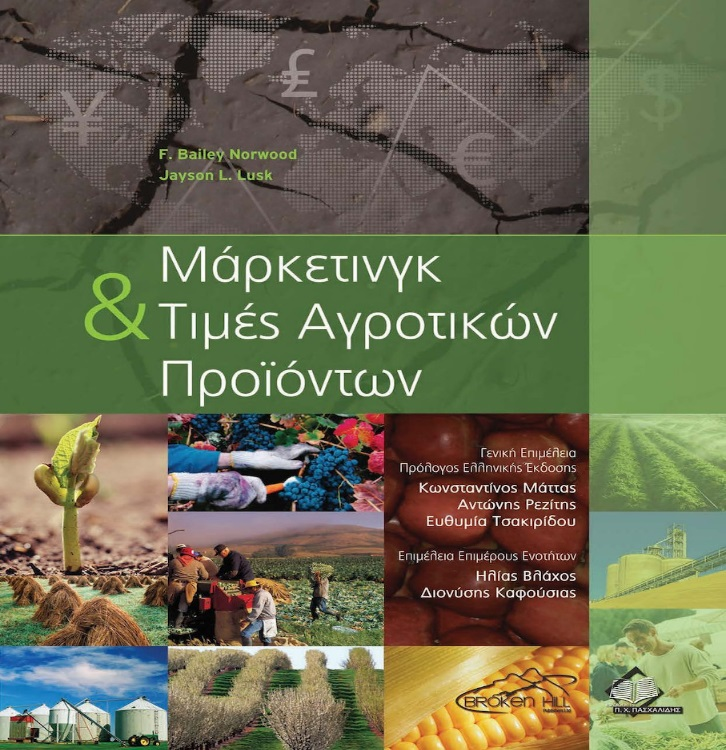 F. Bailey Norwood
Jayson L. Lusk
Μάρκετινγκ
& Τιμές Αγροτικών
Προϊόντων
Γενική Επιμέλεια
Πρόλογος Ελληνικής Έκδοσης
Κωνσταντίνος Μάττας
Αντώνης Ρεζίτης
Ευθυμία Τσακιρίδου
Επιμέλεια Επιμέρους Ενοτήτων
Ηλίας Βλάχος
Διονύσης Καφούσιας
BROKEN HILL
Π. Χ. ΠΑΣΧΑΛΙΔΗΣ